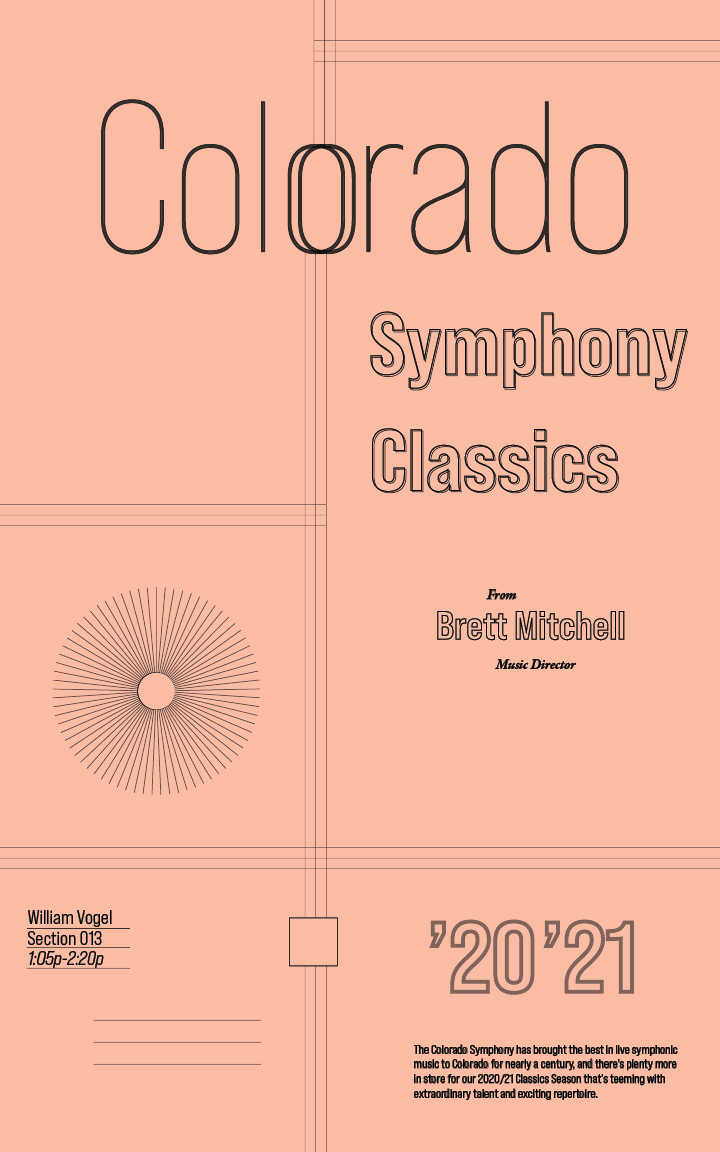 Colorado
Symphony
Classics
From
Brett Mitchell
Music Director
William Vogel
Section 013
1:05p-2:20p
’20’21
The Colorado Symphony has brought the best in live symphonic
music to Colorado for nearly a century, and there's plenty more
in store for our 2020/21 Classics Season that's teeming with
extraordinary talent and exciting repertoire.